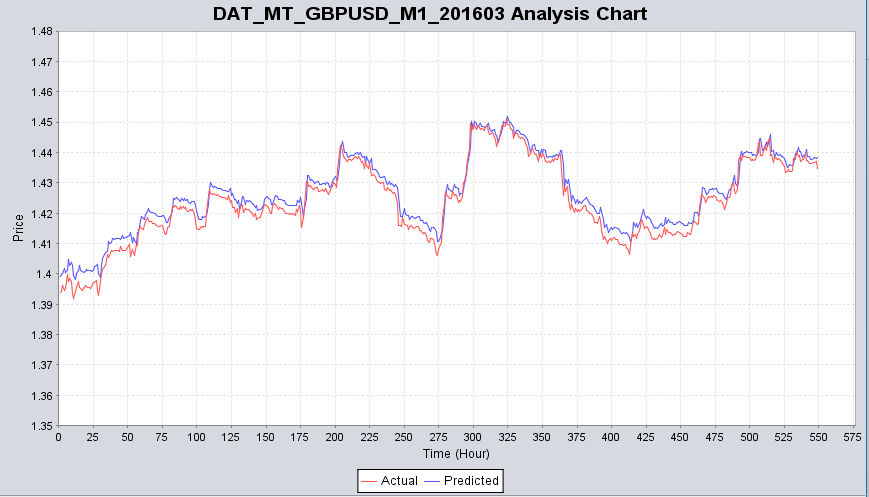 DAT_MT_GBPUSD_M1_201603 Analysis Chart
1.48
1.47
1.46
1.45
1.44
1.43
1.42
1.41
1.4
1.39
1.38
1.37
1.36
1.35
Price
0 25 50 75 100 125 150 175 200 225 250 275 300 325 350 375 400 425 450 475 500 525 550 575
Time (Hour)
Actual Predicted